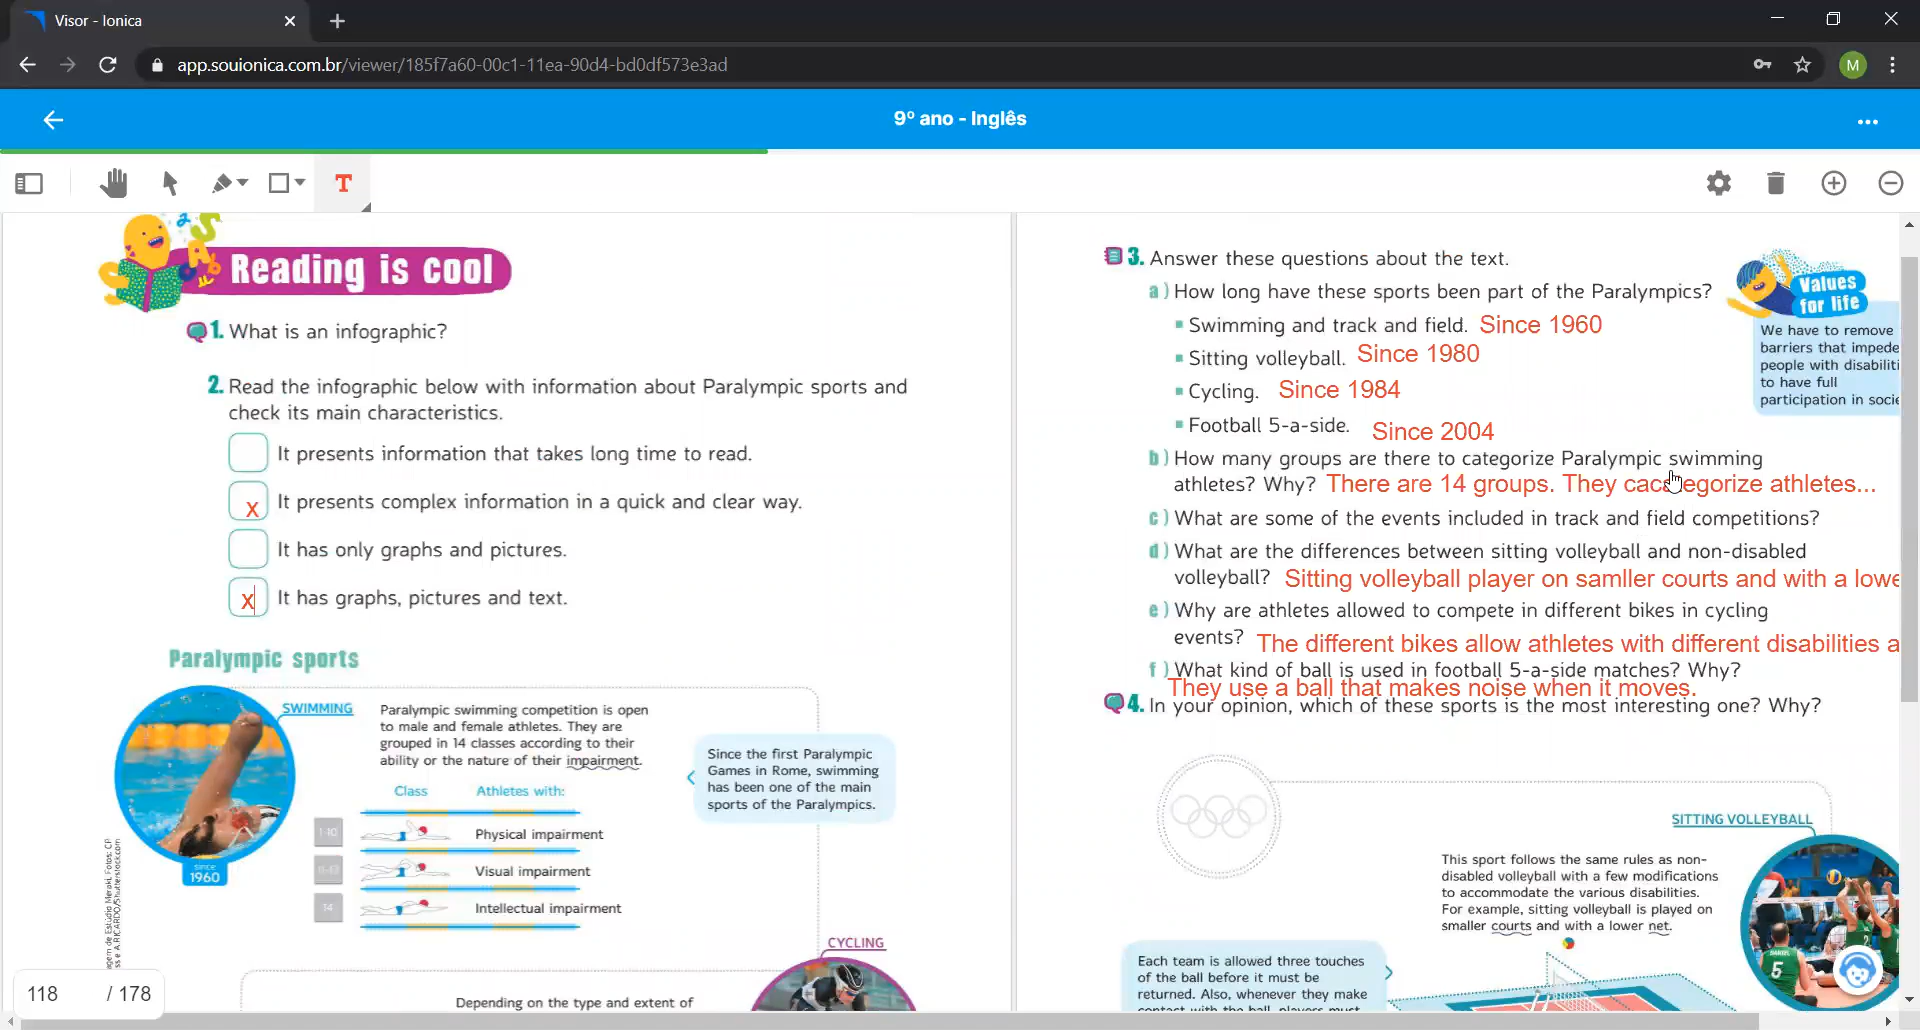 Visor - Ionica
app.souionica.com.br/viewer/185f7a60-00c1-11ea-90d4-bd0df573e3ad
M
9º ano - Inglês
T
Reading is cool
1. What is an infographic?
2. Read the infographic below with information about Paralympic sports and
check its main characteristics.
It presents information that takes long time to read.
x It presents complex information in a quick and clear way.
It has only graphs and pictures.
x It has graphs, pictures and text.
Paralympic sports
SWIMMING
Paralympic swimming competition is open
to male and female athletes. They are
grouped in 14 classes according to their
ability or the nature of their impairment.
Class Athletes with:
1-10 Physical impairment
Visual impairment
14 Intellectual impairment
since
1960
Since the first Paralympic
Games in Rome, swimming
has been one of the main
sports of the Paralympics.
CYCLING
Depending on the type and extent of
118 / 178
3. Answer these questions about the text.
a) How long have these sports been part of the Paralympics?
Swimming and track and field. Since 1960
Sitting volleyball. Since 1980
Cycling. Since 1984
Football 5-a-side. Since 2004
b) How many groups are there to categorize Paralympic swimming
athletes? Why? There are 14 groups. They cacategorize athletes...
c) What are some of the events included in track and field competitions?
d) What are the differences between sitting volleyball and non-disabled
volleyball? Sitting volleyball player on samller courts and with a lowe
e) Why are athletes allowed to compete in different bikes in cycling
events? The different bikes allow athletes with different disabilities a
f) What kind of ball is used in football 5-a-side matches? Why?
They use a ball that makes noise when it moves.
4. In your opinion, which of these sports is the most interesting one? Why?
Values
for life
We have to remove
barriers that impede
people with disabiliti
to have full
participation in socie
SITTING VOLLEYBALL
This sport follows the same rules as non-
disabled volleyball with a few modifications
to accommodate the various disabilities.
For example, sitting volleyball is played on
smaller courts and with a lower net.
Each team is allowed three touches
of the ball before it must be
returned. Also, whenever they make
contact with the ball, players must
5